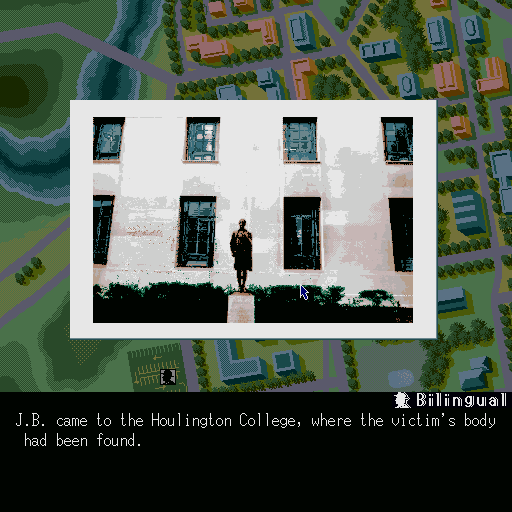 Bilingual
J.B. came to the Houlington College, where the victim's body
had been found.